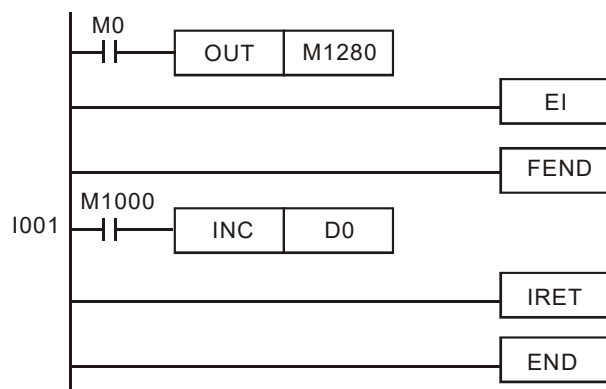 M0
OUT M1280
EI
FEND
M1000
I001 INC D0
IRET
END